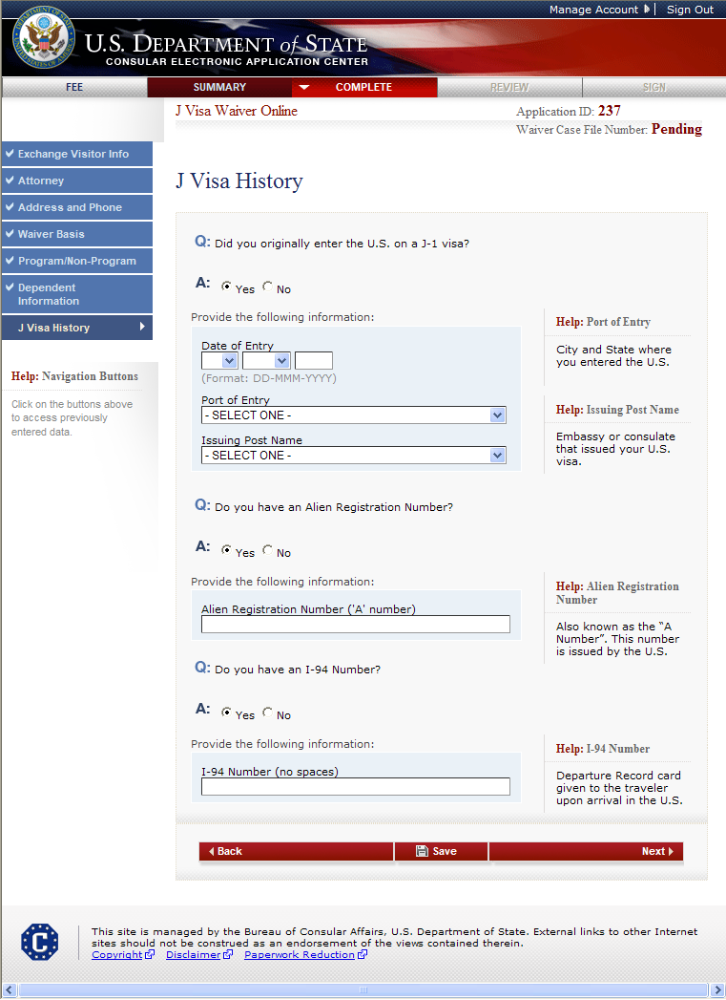 Manage Account
Sign Out
U.S. DEPARTMENT of STATE
CONSULAR ELECTRONIC APPLICATION CENTER
FEE
SUMMARY
COMPLETE
REVIEW
SIGN
J Visa Waiver Online
Application ID: 237
Waiver Case File Number: Pending
Exchange Visitor Info
Attorney
Address and Phone
Waiver Basis
Program/Non-Program
Dependent
Information
J Visa History
Help: Navigation Buttons
Click on the buttons above
to access previously
entered data.
J Visa History
Q: Did you originally enter the U.S. on a J-1 visa?
A: Yes No
Provide the following information:
Date of Entry
(Format: DD-MMM-YYYY)
Port of Entry
- SELECT ONE -
Issuing Post Name
- SELECT ONE -
Help: Port of Entry
City and State where
you entered the U.S.
Help: Issuing Post Name
Embassy or consulate
that issued your U.S.
visa.
Q: Do you have an Alien Registration Number?
A: Yes No
Provide the following information:
Alien Registration Number ('A' number)
Help: Alien Registration
Number
Also known as the “A
Number”. This number
is issued by the U.S.
Q: Do you have an I-94 Number?
A: Yes No
Provide the following information:
I-94 Number (no spaces)
Help: I-94 Number
Departure Record card
given to the traveler
upon arrival in the U.S.
Back
Save
Next
This site is managed by the Bureau of Consular Affairs, U.S. Department of State. External links to other Internet
sites should not be construed as an endorsement of the views contained therein.
Copyright Disclaimer Paperwork Reduction